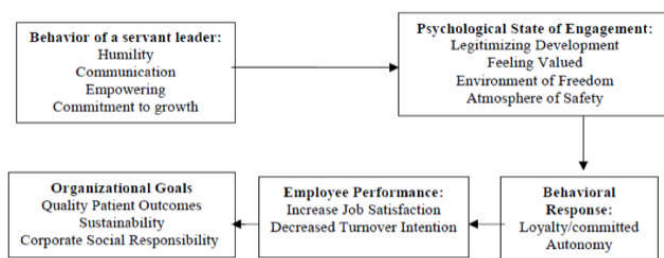 Behavior of a servant leader:
Humility
Communication
Empowering
Commitment to growth
Psychological State of Engagement:
Legitimizing Development
Feeling Valued
Environment of Freedom
Atmosphere of Safety
Behavioral
Response:
Loyalty/committed
Autonomy
Employee Performance:
Increase Job Satisfaction
Decreased Turnover Intention
Organizational Goals
Quality Patient Outcomes
Sustainability
Corporate Social Responsibility